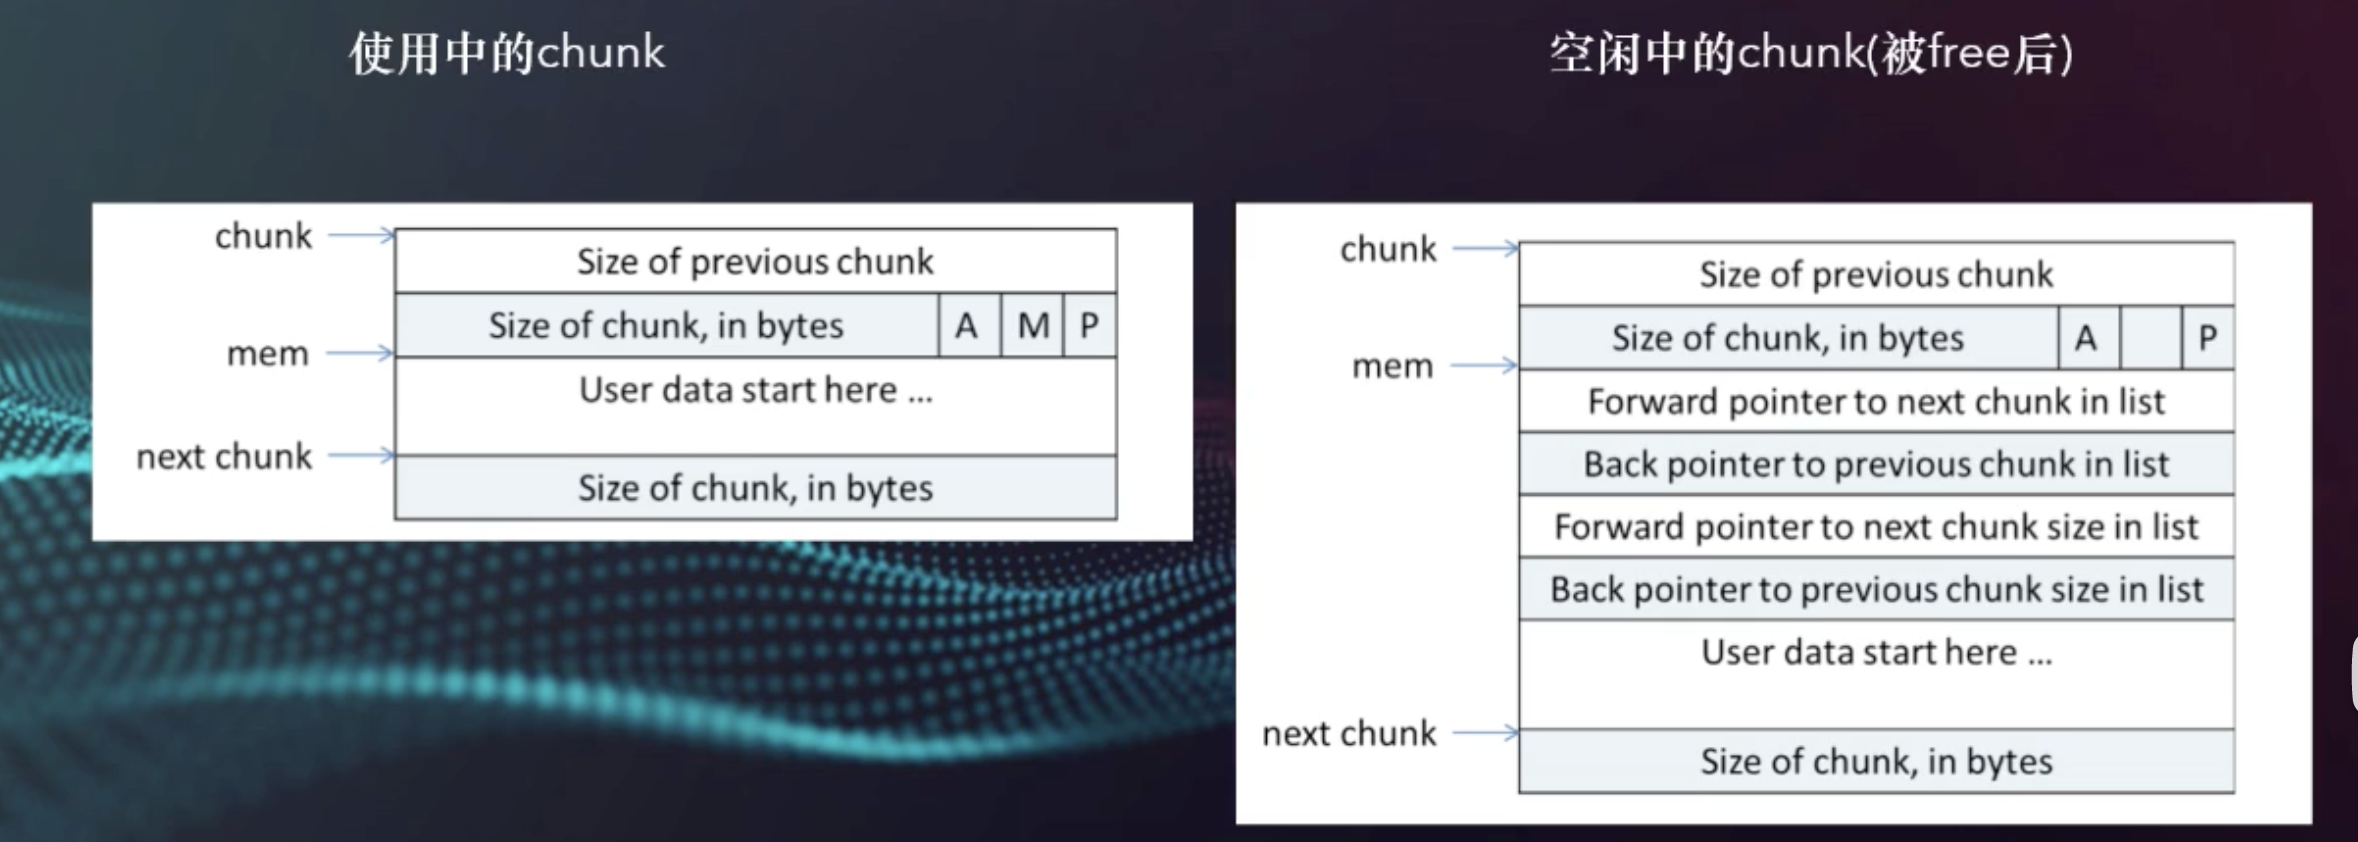 使用中的chunk
chunk
Size of previous chunk
Size of chunk, in bytes A M P
mem
User data start here ...
next chunk
Size of chunk, in bytes
空闲中的chunk(被free后)
chunk
Size of previous chunk
Size of chunk, in bytes A P
mem
Forward pointer to next chunk in list
Back pointer to previous chunk in list
Forward pointer to next chunk size in list
Back pointer to previous chunk size in list
User data start here ...
next chunk
Size of chunk, in bytes